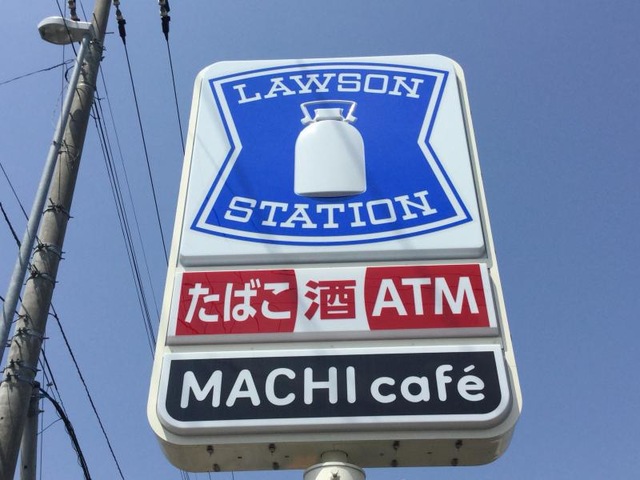 LAWSON
STATION
たばこ 酒 ATM
MACHI café